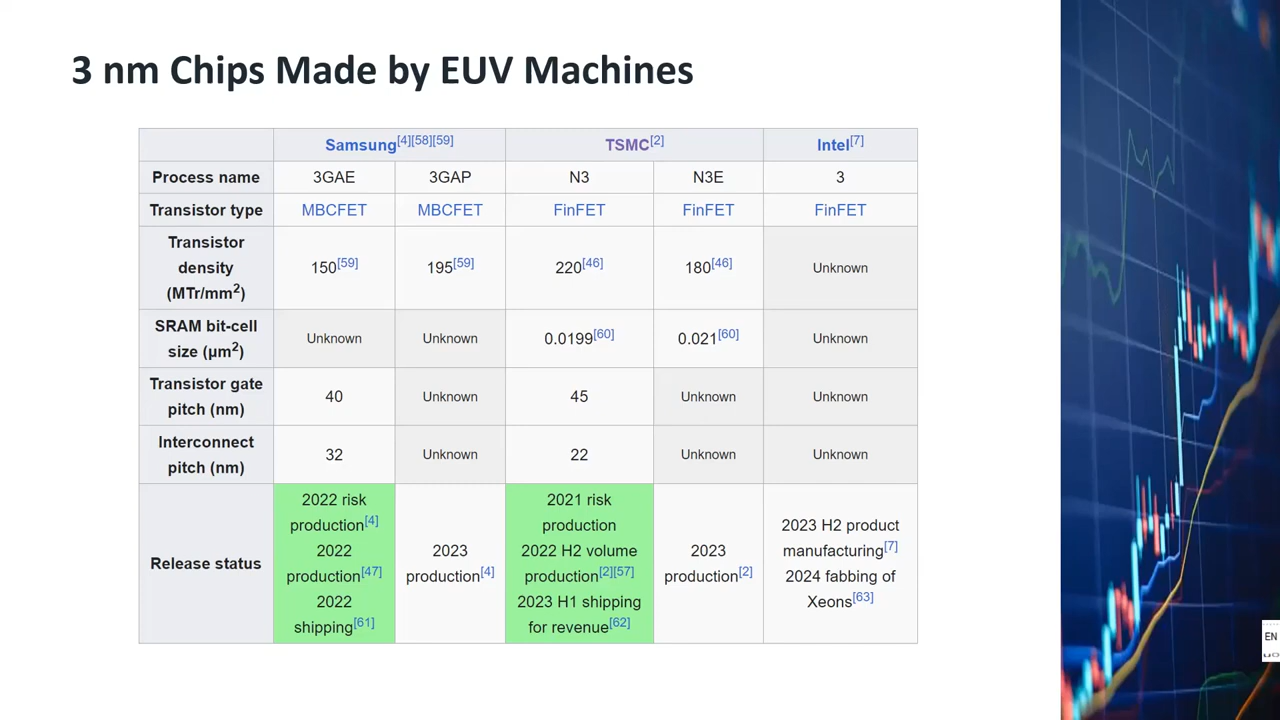 3 nm Chips Made by EUV Machines
Samsung[4][58][59] TSMC[2] Intel[7]
Process name 3GAE 3GAP N3 N3E 3
Transistor type MBCFET MBCFET FinFET FinFET FinFET
Transistor
density
(MTr/mm2) 150[59] 195[59] 220[46] 180[46] Unknown
SRAM bit-cell
size (μm2) Unknown Unknown 0.0199[60] 0.021[60] Unknown
Transistor gate
pitch (nm) 40 Unknown 45 Unknown Unknown
Interconnect
pitch (nm) 32 Unknown 22 Unknown Unknown
Release status
2022 risk
production[4]
2022
production[47]
2022
shipping[61]
2023
production[4]
2021 risk
production
2022 H2 volume
production[2][57]
2023 H1 shipping
for revenue[62]
2023
production[2]
2023 H2 product
manufacturing[7]
2024 fabbing of
Xeons[63]
EN